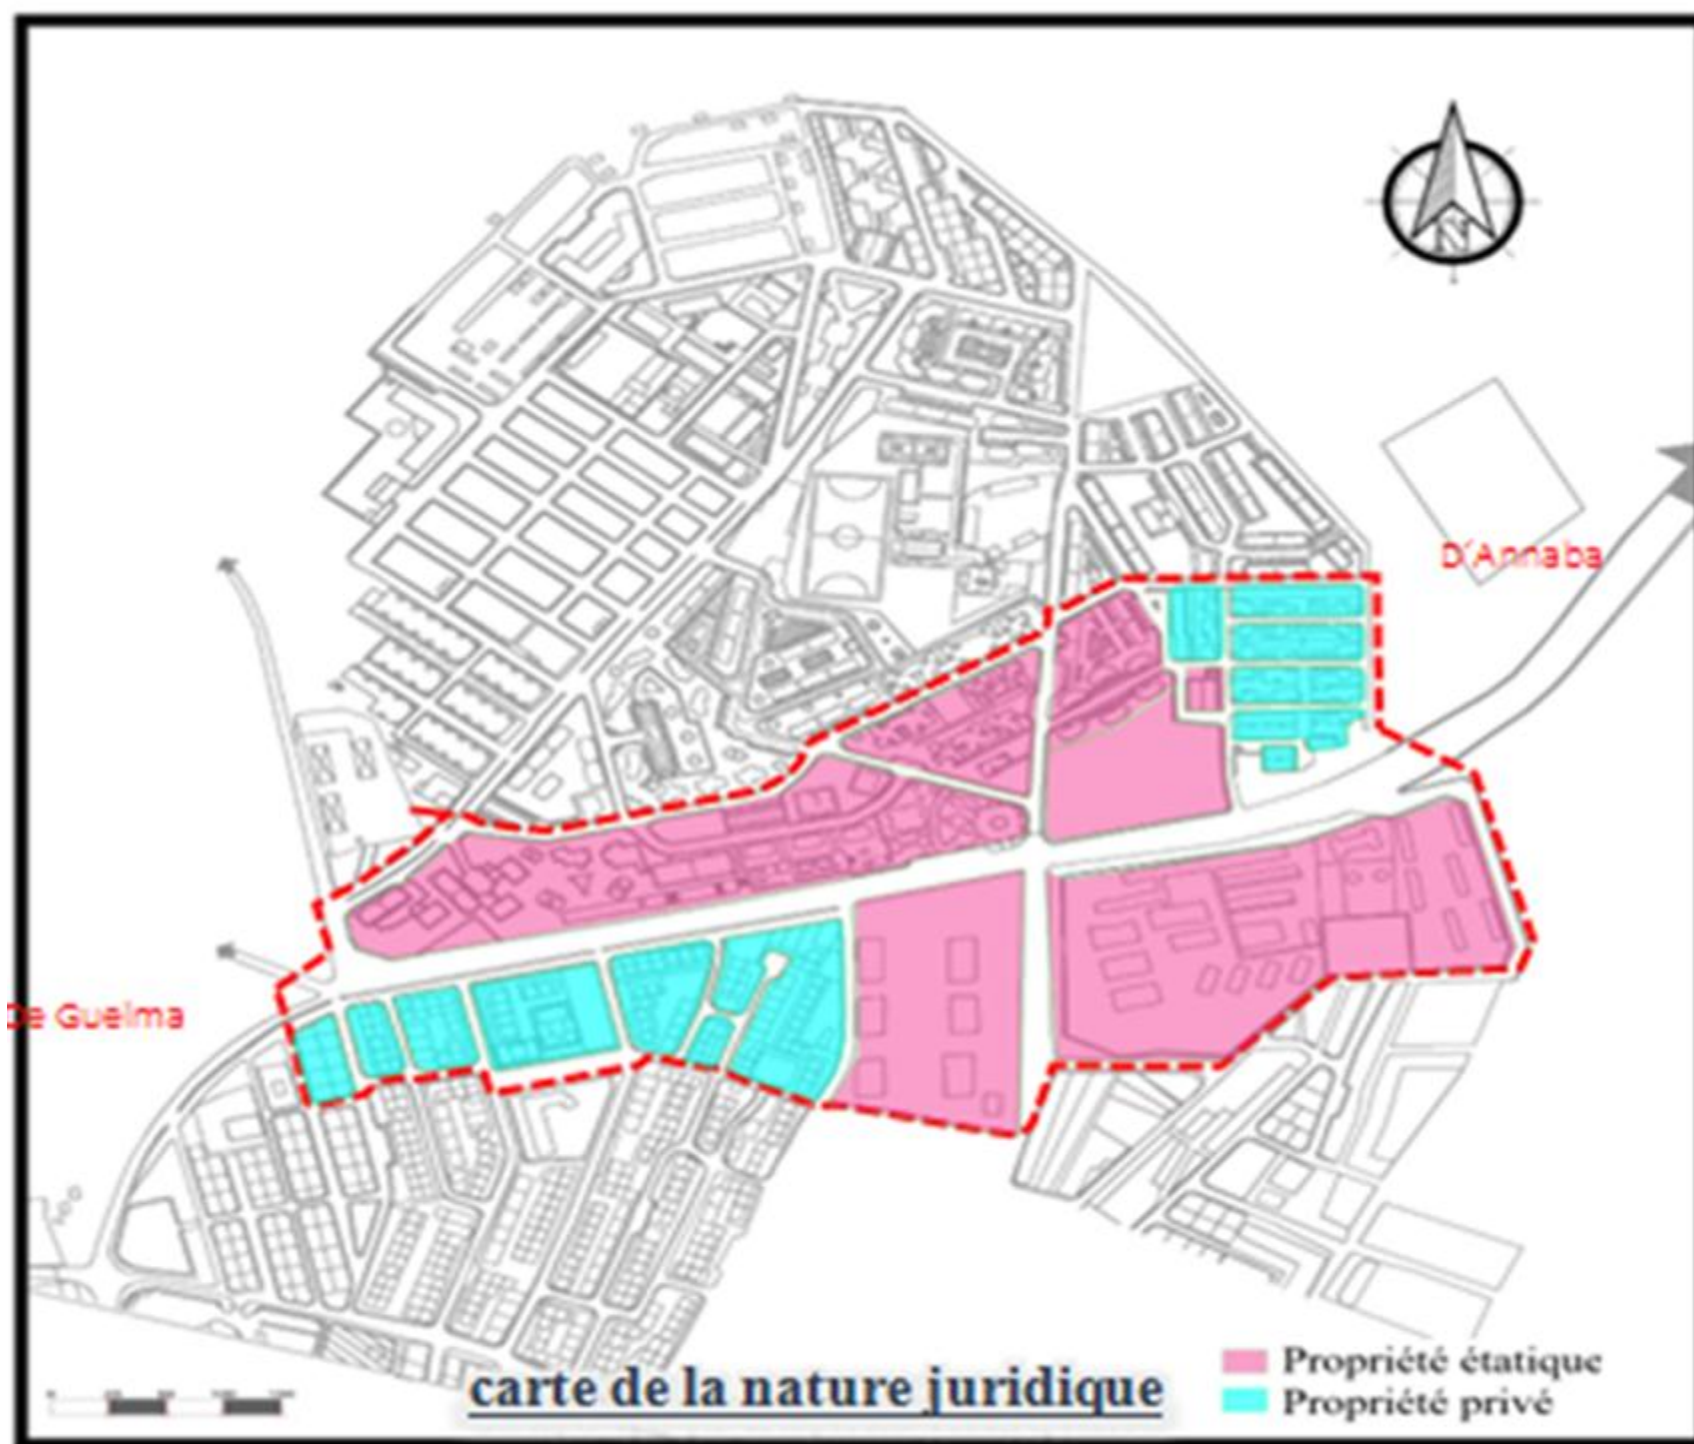 N
D'Annaba
De Guelma
Propriété étatique
carte de la nature juridique
Propriété privé